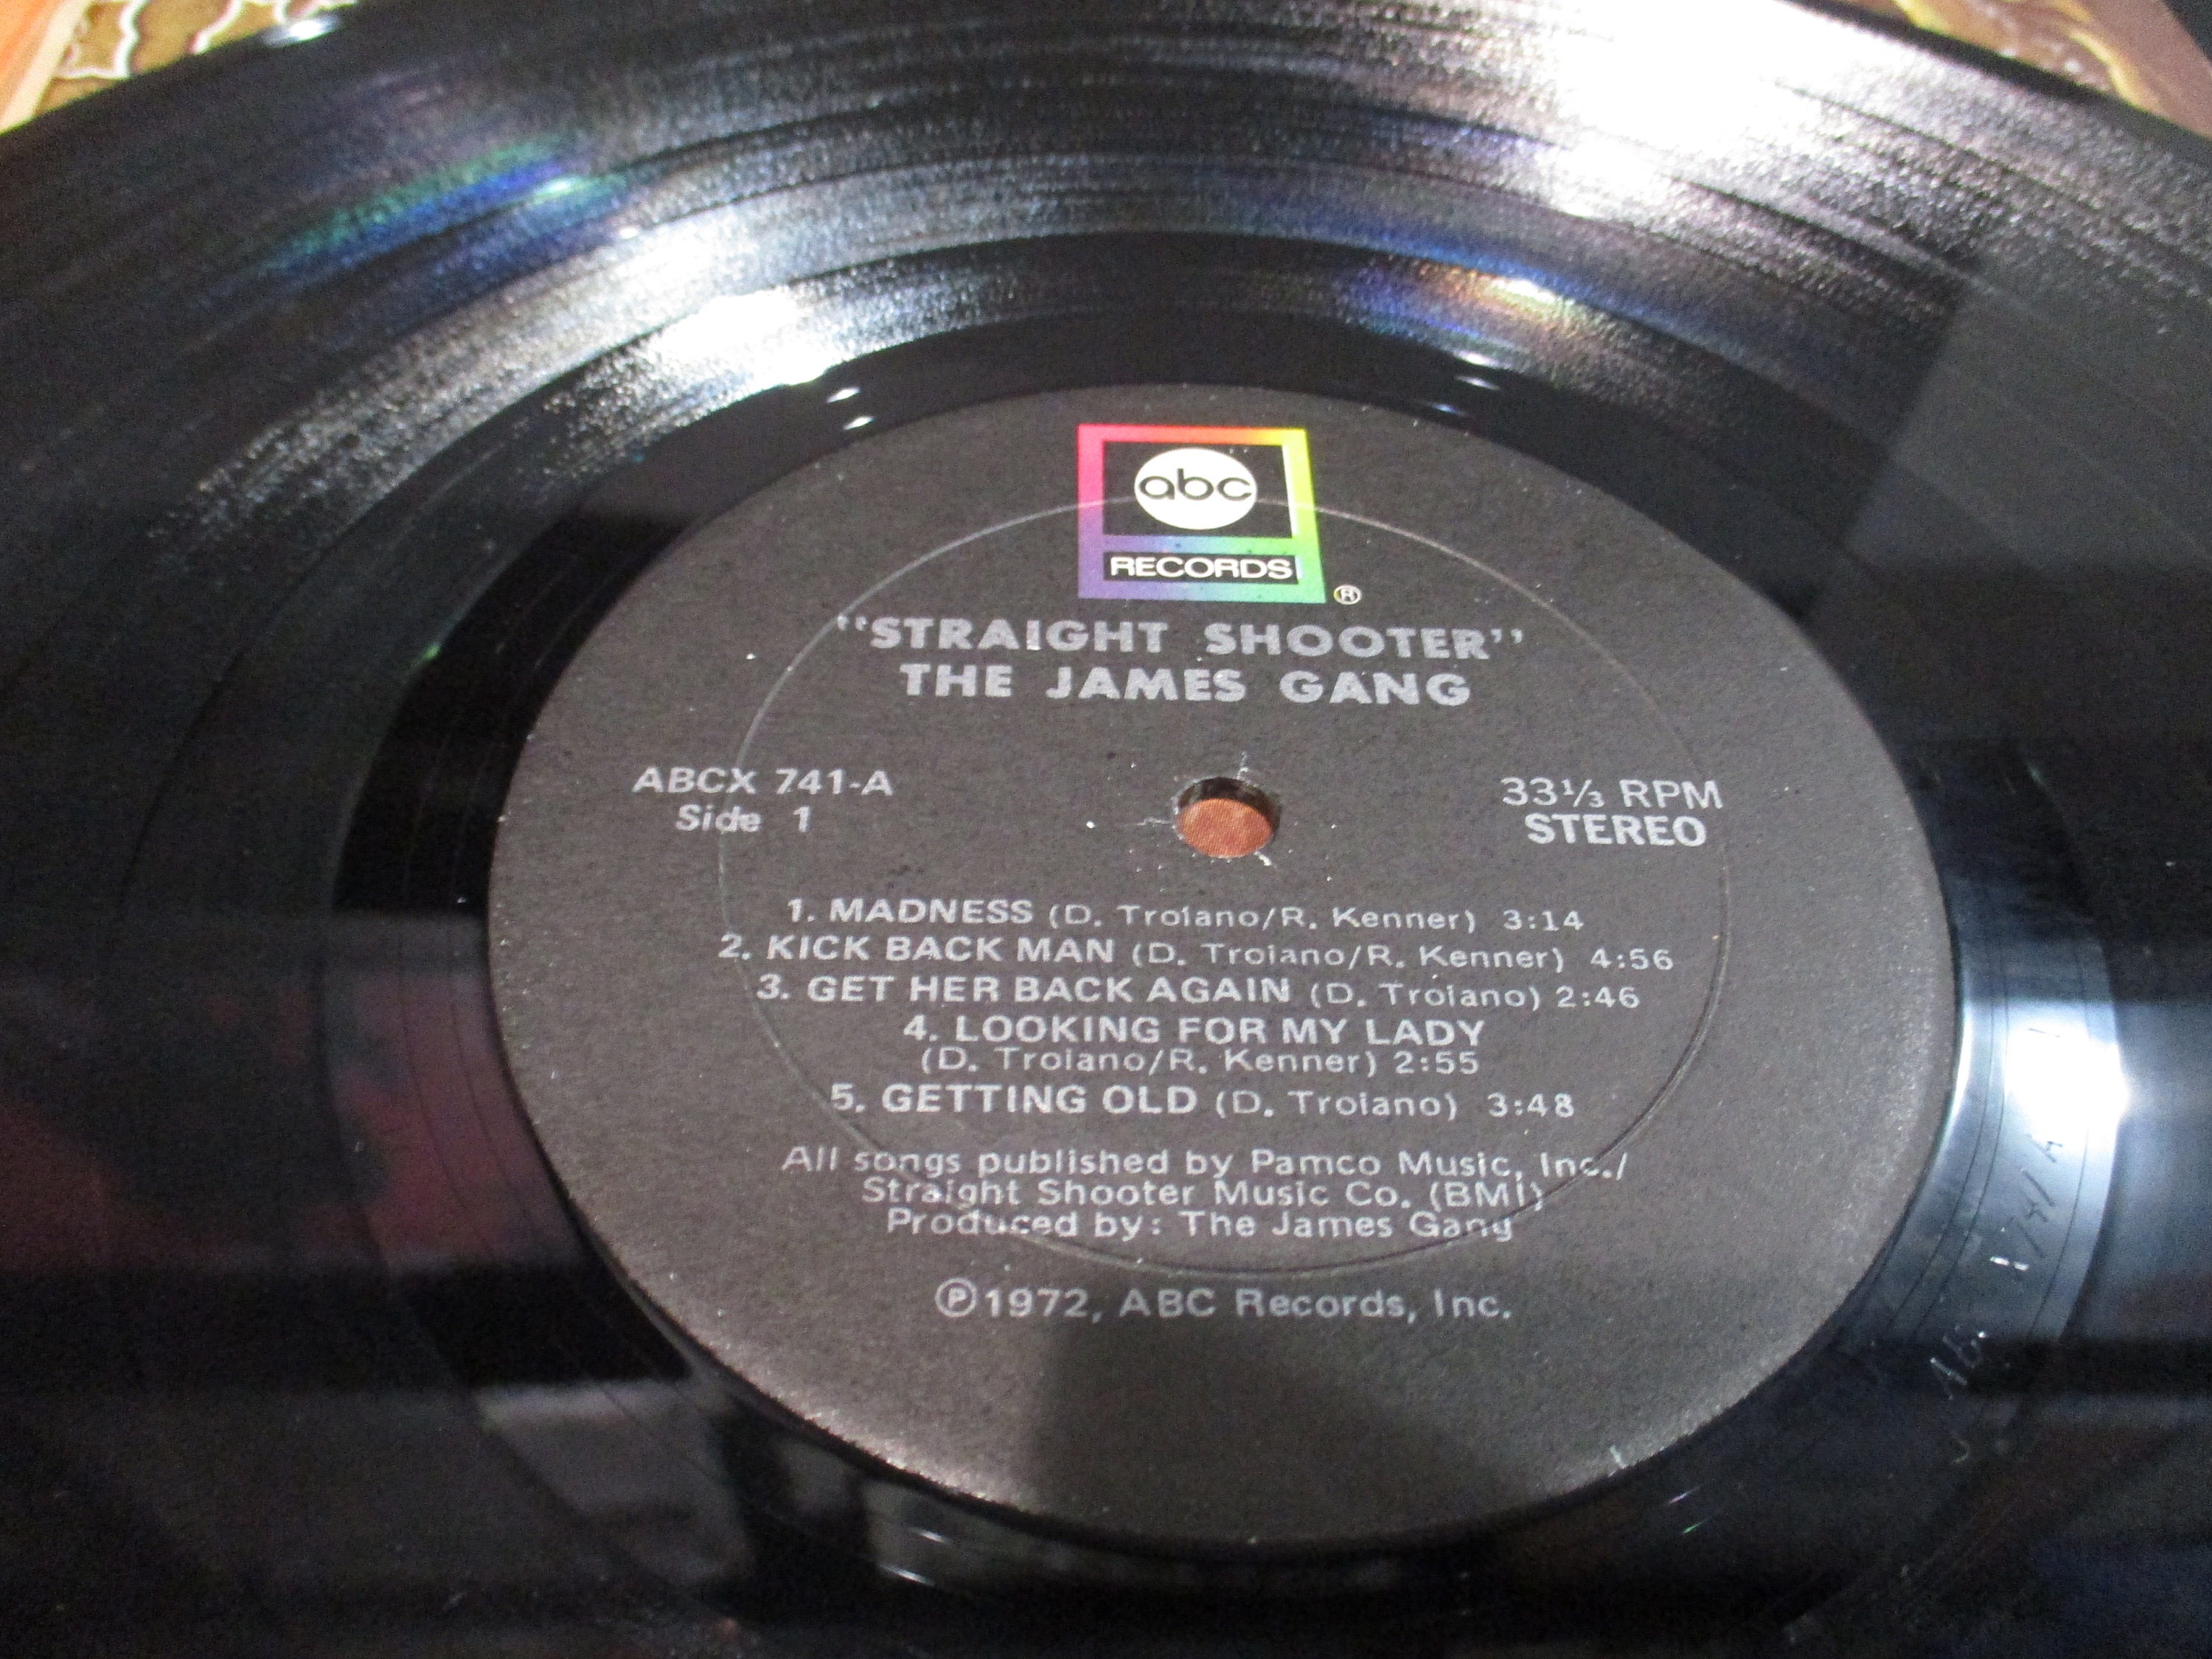 abc
RECORDS
®
"STRAIGHT SHOOTER"
THE JAMES GANG
ABCX 741-A
Side 1
33⅓ RPM
STEREO
1. MADNESS (D. Troiano/R. Kenner) 3:14
2. KICK BACK MAN (D. Troiano/R. Kenner) 4:56
3. GET HER BACK AGAIN (D. Troiano) 2:46
4. LOOKING FOR MY LADY
(D. Troiano/R. Kenner) 2:55
5. GETTING OLD (D. Troiano) 3:48
All songs published by Pamco Music, Inc./
Straight Shooter Music Co. (BMI)
Produced by: The James Gang
℗1972, ABC Records, Inc.